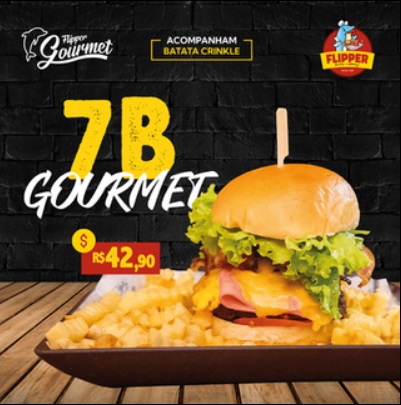 Flipper
Gourmet
ACOMPANHAM
BATATA CRINKLE
FLIPPER
7B
GOURMET
$
R$42,90